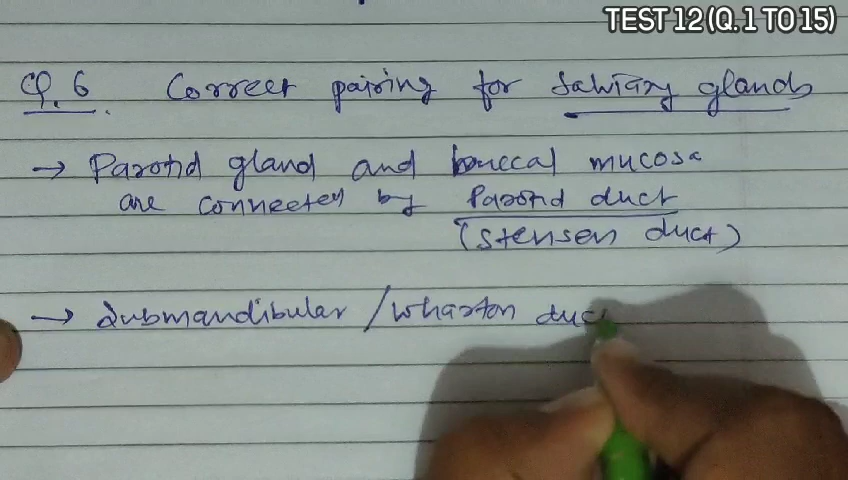 TEST 12 (Q. 1 TO 15)
Q. 6 Correct pairing for Salivary glands
→ Parotid gland and buccal mucosa
are connected by Parotid duct
(Stensen duct)
→ Submandibular / Wharton duc